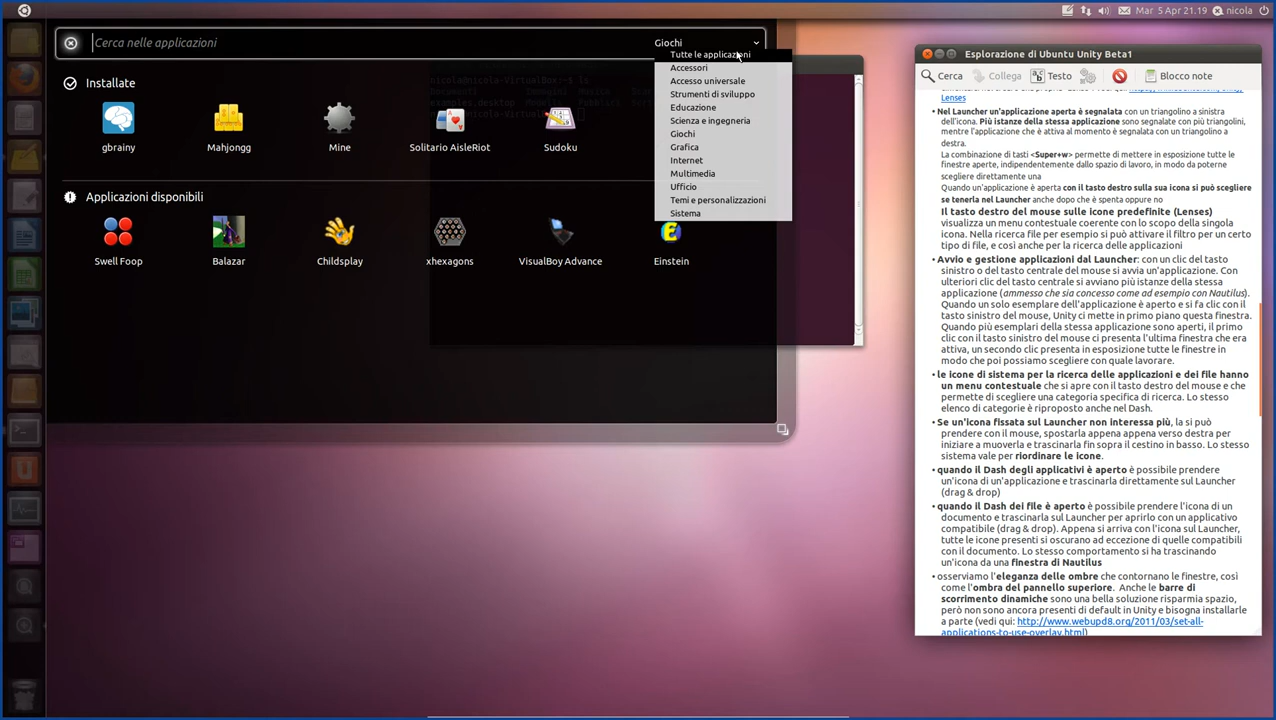 Mar 5 Apr 21.19 nicola
Cerca nelle applicazioni
Giochi
Tutte le applicazioni
Accessori
Accesso universale
Strumenti di sviluppo
Educazione
Scienza e ingegneria
Giochi
Grafica
Internet
Multimedia
Ufficio
Temi e personalizzazioni
Sistema
Installate
gbrainy
Mahjongg
Mine
Solitario AisleRiot
Sudoku
Applicazioni disponibili
Swell Foop
Balazar
Childsplay
xhexagons
VisualBoy Advance
Einstein
Esplorazione di Ubuntu Unity Beta1
Cerca Collega Testo Blocco note
Lenses
• Nel Launcher un'applicazione aperta è segnalata con un triangolo a sinistra
dell'icona. Più istanze della stessa applicazione sono segnalate con più triangolini,
mentre l'applicazione che è attiva al momento è segnalata con un triangolo a
destra.
La combinazione di tasti <Super+w> permette di mettere in esposizione tutte le
finestre aperte, indipendentemente dallo spazio di lavoro, in modo da poterne
scegliere direttamente una
Quando un'applicazione è aperta con il tasto destro sulla sua icona si può scegliere
se tenerla nel Launcher anche dopo che è spenta oppure no
Il tasto destro del mouse sulle icone predefinite (Lenses)
visualizza un menu contestuale coerente con lo scopo della singola
icona. Nella ricerca file per esempio si può attivare il filtro per un certo
tipo di file, e così anche per la ricerca delle applicazioni
• Avvio e gestione applicazioni dal Launcher: con un clic del tasto
sinistro o del tasto centrale del mouse si avvia un'applicazione. Con
ulteriori clic del tasto centrale si avviano più istanze della stessa
applicazione (ammesso che sia concesso come ad esempio con Nautilus).
Quando un solo esemplare dell'applicazione è aperto e si fa clic con il
tasto sinistro del mouse, Unity ci mette in primo piano questa finestra.
Quando più esemplari della stessa applicazione sono aperti, il primo
clic con il tasto sinistro del mouse ci presenta l'ultima finestra che era
attiva, un secondo clic presenta in esposizione tutte le finestre in
modo che poi possiamo scegliere con quale lavorare.
• le icone di sistema per la ricerca delle applicazioni e dei file hanno
un menu contestuale che si apre con il tasto destro del mouse e che
permette di scegliere una categoria specifica di ricerca. Lo stesso
elenco di categorie è riproposto anche nel Dash.
• Se un'icona fissata sul Launcher non interessa più, la si può
prendere con il mouse, spostarla appena appena verso destra per
iniziare a muoverla e trascinarla fin sopra il cestino in basso. Lo stesso
sistema vale per riordinare le icone.
• quando il Dash degli applicativi è aperto è possibile prendere
un'icona di un'applicazione e trascinarla direttamente sul Launcher
(drag & drop)
• quando il Dash dei file è aperto è possibile prendere l'icona di un
documento e trascinarla sul Launcher per aprirlo con un applicativo
compatibile (drag & drop). Appena si arriva con l'icona sul Launcher,
tutte le icone presenti si oscurano ad eccezione di quelle compatibili
con il documento. Lo stesso comportamento si ha trascinando
un'icona da una finestra di Nautilus
• osserviamo l'eleganza delle ombre che contornano le finestre, così
come l'ombra del pannello superiore. Anche le barre di
scorrimento dinamiche sono una bella soluzione risparmia spazio,
però non sono ancora presenti di default in Unity e bisogna installarle
a parte (vedi qui: http://www.webupd8.org/2011/03/set-all-
applications-to-use-overlay.html)